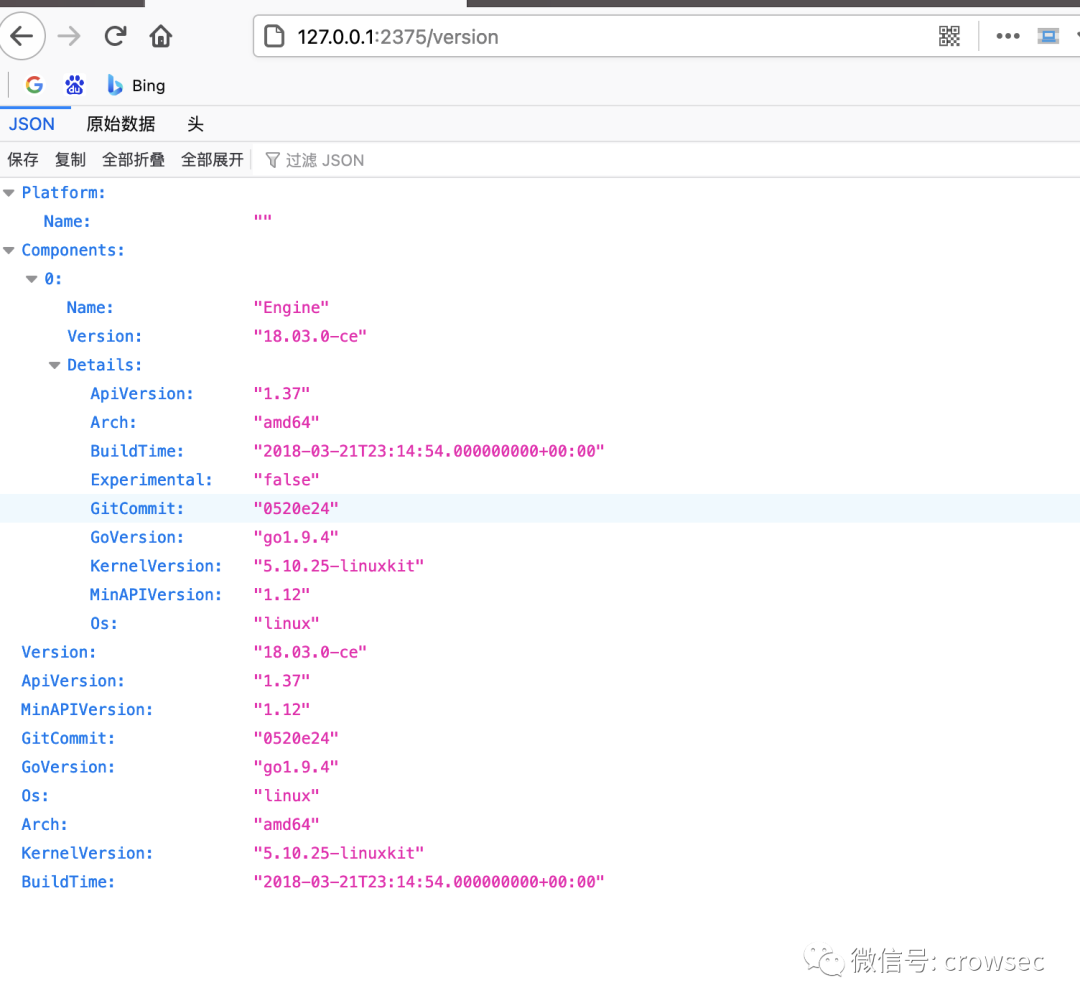 127.0.0.1:2375/version
Bing
JSON 原始数据 头
保存 复制 全部折叠 全部展开 过滤 JSON
Platform:
Name: ""
Components:
0:
Name: "Engine"
Version: "18.03.0-ce"
Details:
ApiVersion: "1.37"
Arch: "amd64"
BuildTime: "2018-03-21T23:14:54.000000000+00:00"
Experimental: "false"
GitCommit: "0520e24"
GoVersion: "go1.9.4"
KernelVersion: "5.10.25-linuxkit"
MinAPIVersion: "1.12"
Os: "linux"
Version: "18.03.0-ce"
ApiVersion: "1.37"
MinAPIVersion: "1.12"
GitCommit: "0520e24"
GoVersion: "go1.9.4"
Os: "linux"
Arch: "amd64"
KernelVersion: "5.10.25-linuxkit"
BuildTime: "2018-03-21T23:14:54.000000000+00:00"
微信号: crowsec